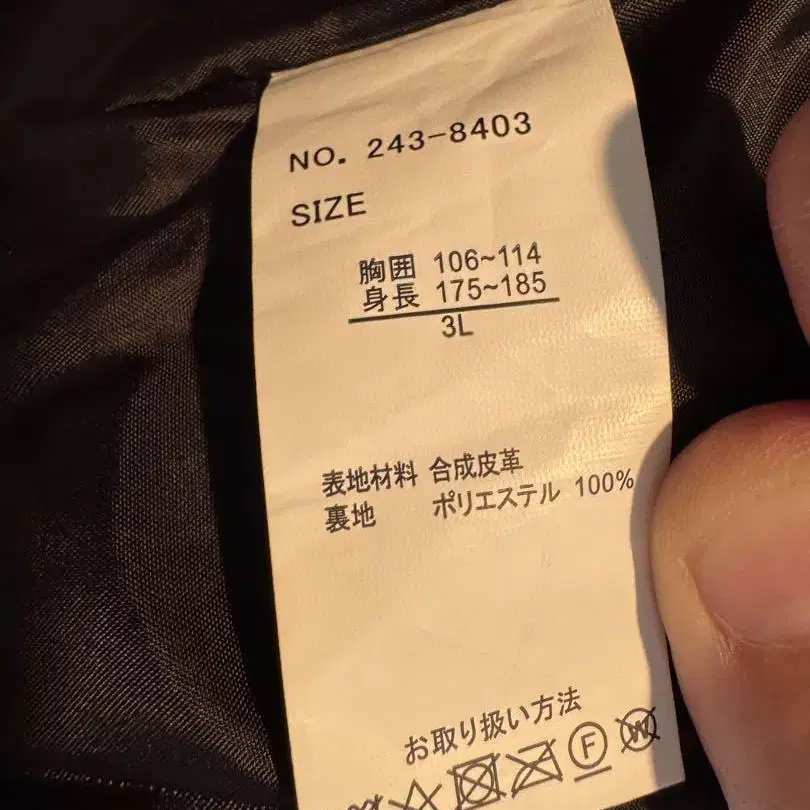 NO. 243-8403
SIZE
胸囲 106~114
身長 175~185
3L
表地材料 合成皮革
裏地 ポリエステル 100%
お取り扱い方法
F W